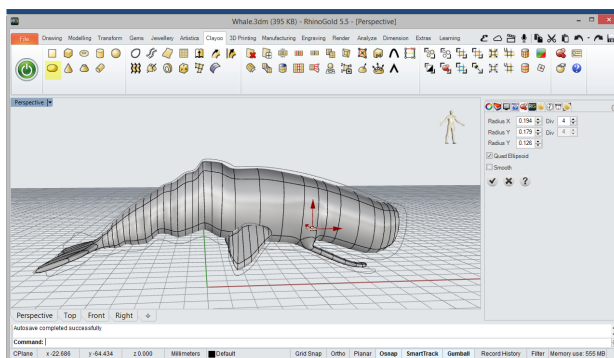 Whale.3dm (395 KB) - RhinoGold 5.5 - [Perspective]
File Drawing Modelling Transform Gems Jewellery Artistics Clayoo 3D Printing Manufacturing Engraving Render Analyze Dimension Extras Learning
Perspective
Radius X 0.194 Div 4
Radius Y 0.179 Div 4
Radius Y 0.126
Quad Ellipsoid
Smooth
Perspective Top Front Right
Autosave completed successfully
Command:
CPlane x -22.686 y -64.434 z 0.000 Millimeters Default Grid Snap Ortho Planar Osnap SmartTrack Gumball Record History Filter Memory use: 555 MB